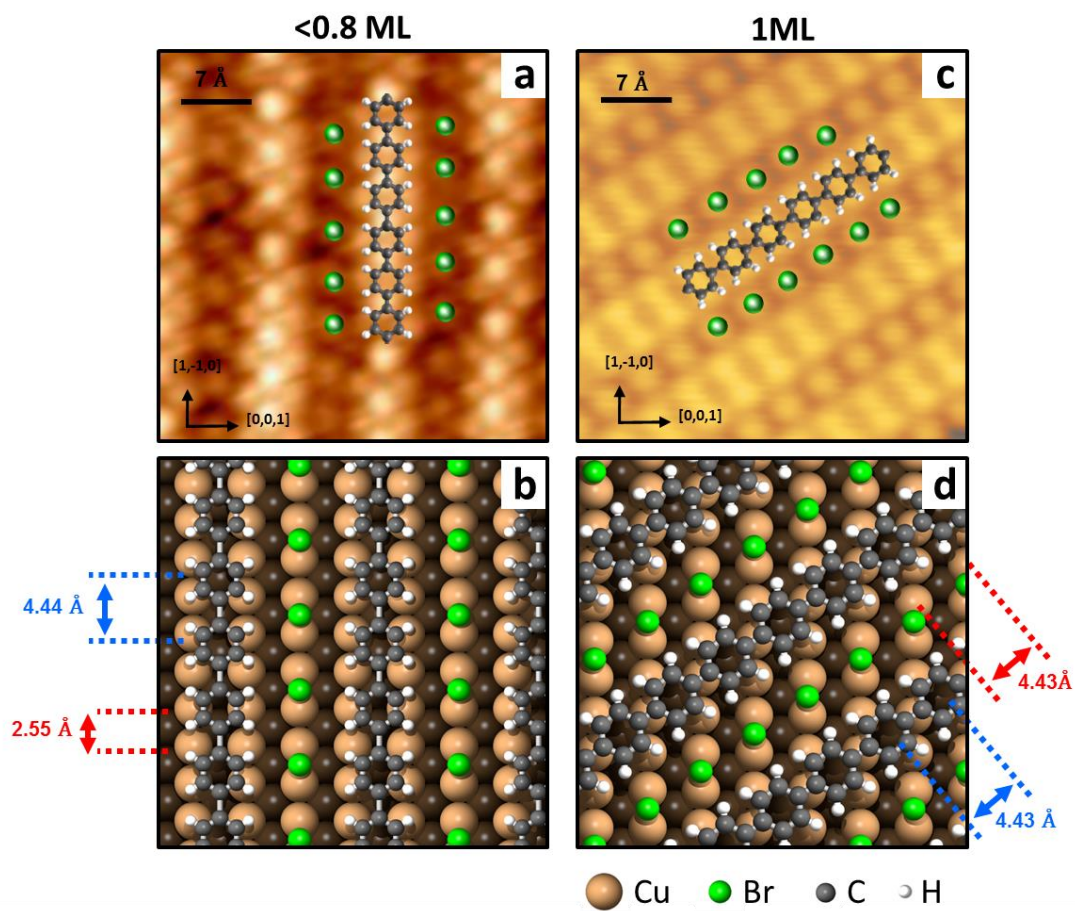 <0.8 ML
1ML
a
7 Å
[1,-1,0]
[0,0,1]
c
7 Å
[1,-1,0]
[0,0,1]
b
4.44 Å
2.55 Å
d
4.43Å
4.43 Å
Cu
Br
C
H